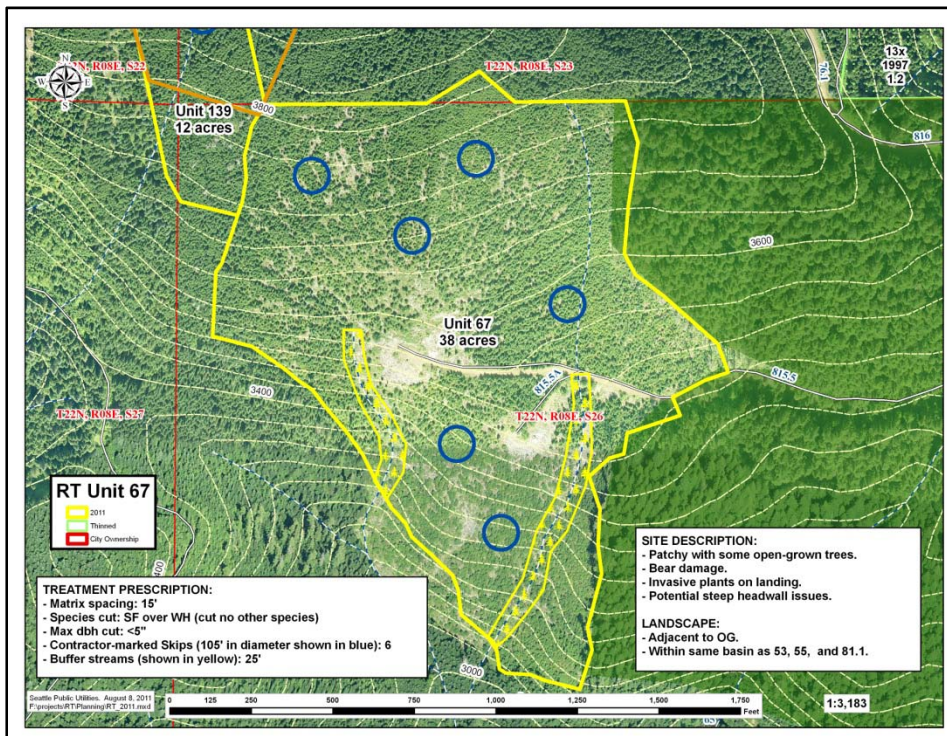 T22N, R08E, S22
N
W E
S
T22N, R08E, S23
13x
1997
1.2
76.1
816
3800
Unit 139
12 acres
3600
Unit 67
38 acres
815.5A
815.5
3400
T22N, R08E, S27
T22N, R08E, S26
RT Unit 67
2011
Thinned
City Ownership
SITE DESCRIPTION:
- Patchy with some open-grown trees.
- Bear damage.
- Invasive plants on landing.
- Potential steep headwall issues.
LANDSCAPE:
- Adjacent to OG.
- Within same basin as 53, 55, and 81.1.
TREATMENT PRESCRIPTION:
- Matrix spacing: 15'
- Species cut: SF over WH (cut no other species)
- Max dbh cut: <5"
- Contractor-marked Skips (105' in diameter shown in blue): 6
- Buffer streams (shown in yellow): 25'
3000
Seattle Public Utilities, August 8, 2011
F:\projects\RT\Planning\RT_2011.mxd
0 125 250 500 750 1,000 1,250 1,500 1,750
Feet
1:3,183